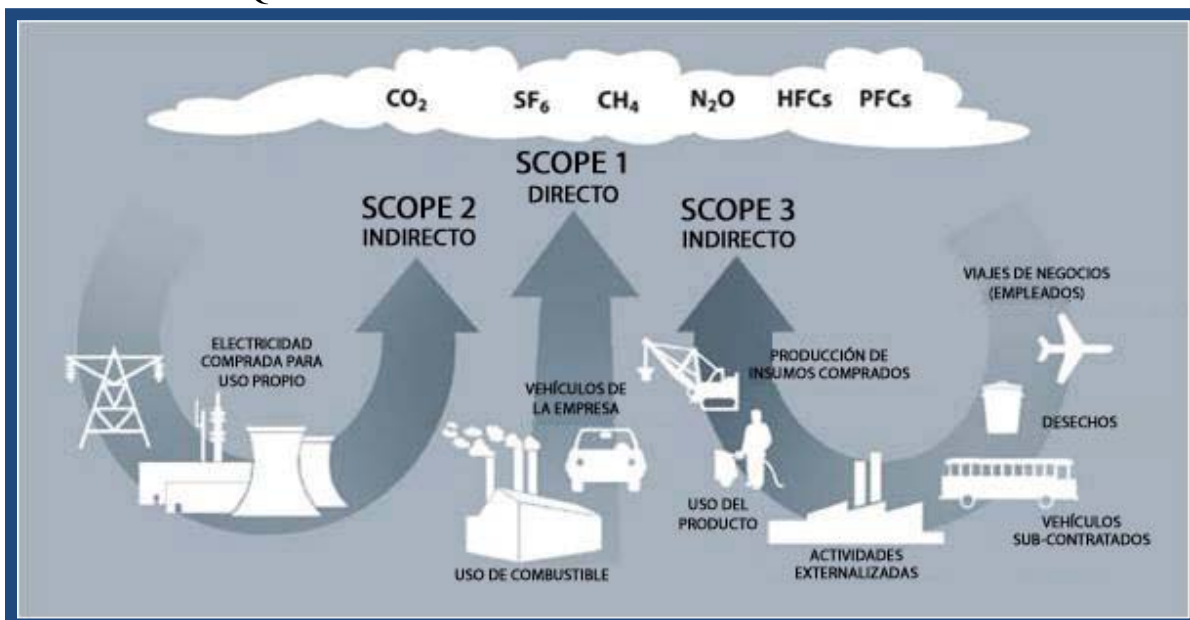 CO₂ SF₆ CH₄ N₂O HFCs PFCs
SCOPE 1
DIRECTO
SCOPE 2
INDIRECTO
SCOPE 3
INDIRECTO
VIAJES DE NEGOCIOS
(EMPLEADOS)
ELECTRICIDAD
COMPRADA PARA
USO PROPIO
VEHÍCULOS DE
LA EMPRESA
PRODUCCIÓN DE
INSUMOS COMPRADOS
DESECHOS
USO DEL
PRODUCTO
VEHÍCULOS
SUB-CONTRATADOS
USO DE COMBUSTIBLE
ACTIVIDADES
EXTERNALIZADAS